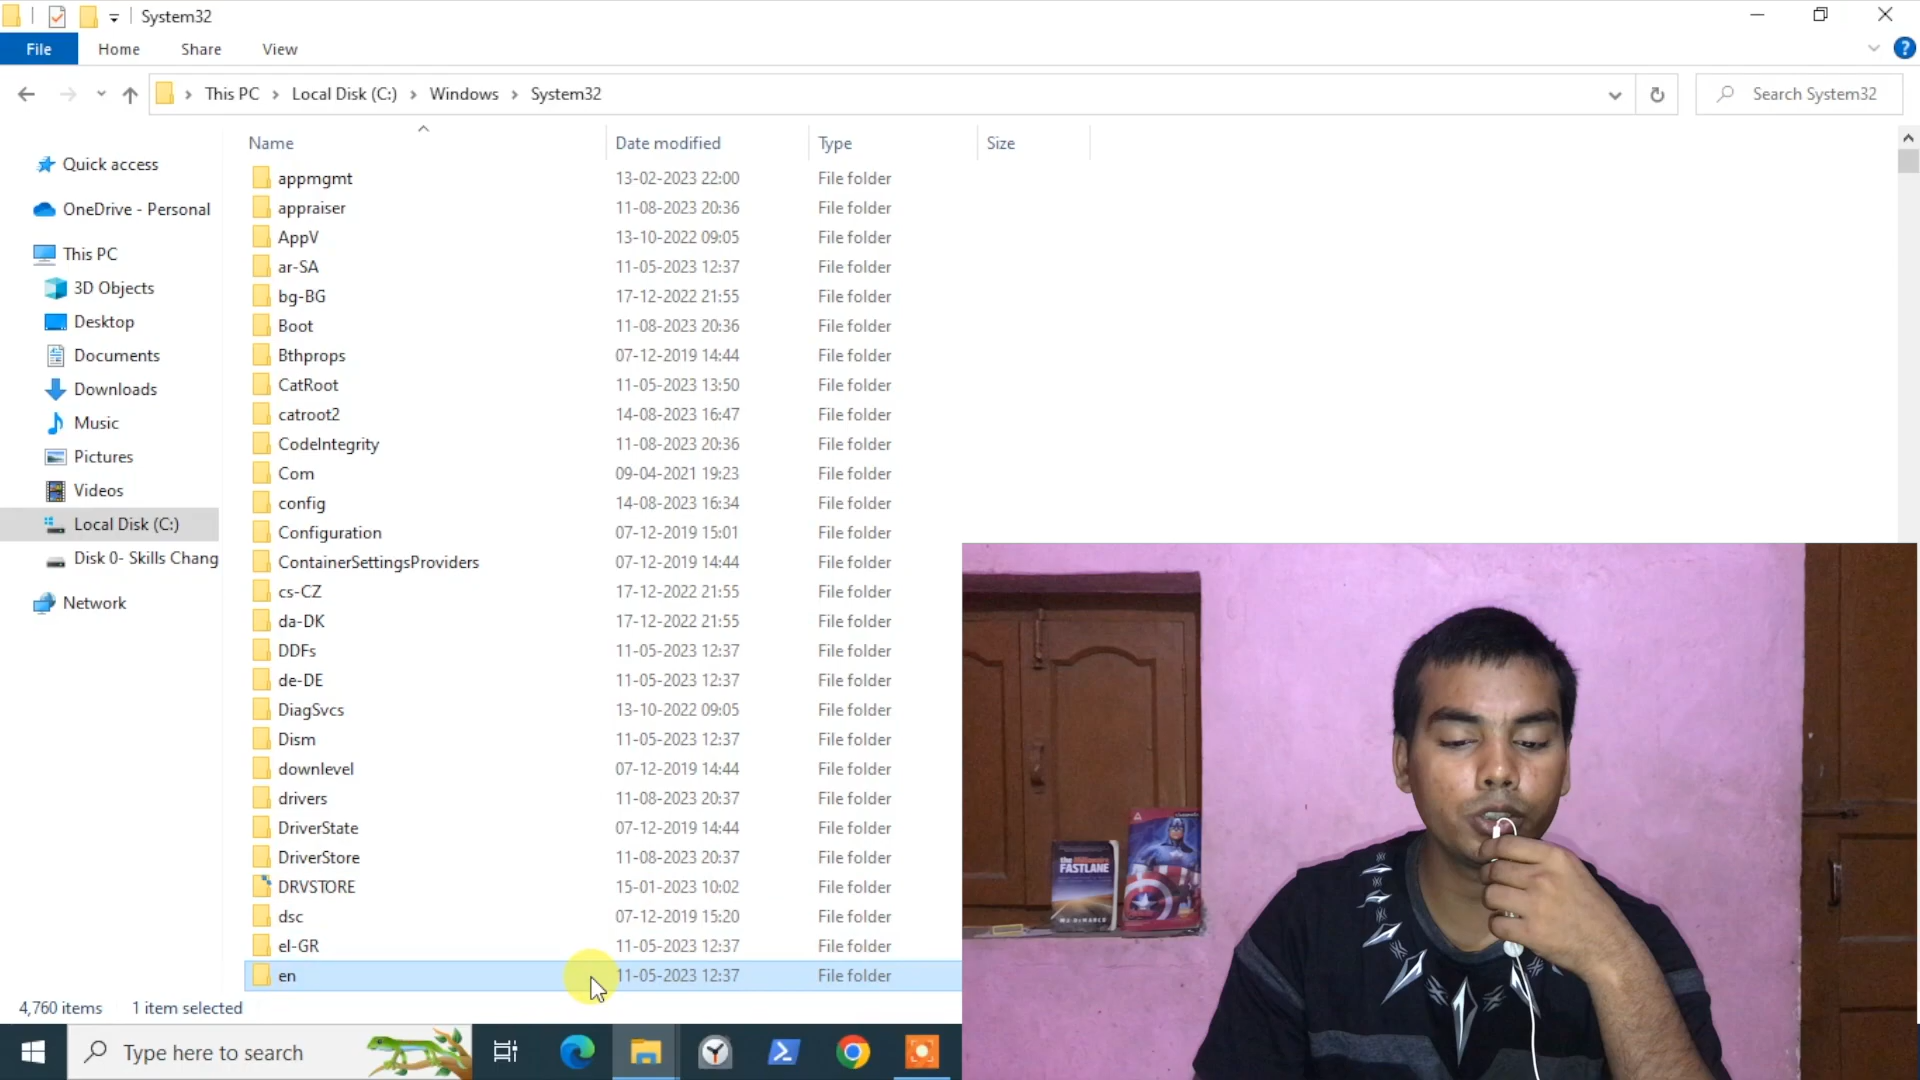 System32
File Home Share View
This PC Local Disk (C:) Windows System32 Search System32
Name Date modified Type Size
Quick access
OneDrive - Personal
This PC
3D Objects
Desktop
Documents
Downloads
Music
Pictures
Videos
Local Disk (C:)
Disk 0- Skills Chang
Network
appmgmt 13-02-2023 22:00 File folder
appraiser 11-08-2023 20:36 File folder
AppV 13-10-2022 09:05 File folder
ar-SA 11-05-2023 12:37 File folder
bg-BG 17-12-2022 21:55 File folder
Boot 11-08-2023 20:36 File folder
Bthprops 07-12-2019 14:44 File folder
CatRoot 11-05-2023 13:50 File folder
catroot2 14-08-2023 16:47 File folder
CodeIntegrity 11-08-2023 20:36 File folder
Com 09-04-2021 19:23 File folder
config 14-08-2023 16:34 File folder
Configuration 07-12-2019 15:01 File folder
ContainerSettingsProviders 07-12-2019 14:44 File folder
cs-CZ 17-12-2022 21:55 File folder
da-DK 17-12-2022 21:55 File folder
DDFs 11-05-2023 12:37 File folder
de-DE 11-05-2023 12:37 File folder
DiagSvcs 13-10-2022 09:05 File folder
Dism 11-05-2023 12:37 File folder
downlevel 07-12-2019 14:44 File folder
drivers 11-08-2023 20:37 File folder
DriverState 07-12-2019 14:44 File folder
DriverStore 11-08-2023 20:37 File folder
DRVSTORE 15-01-2023 10:02 File folder
dsc 07-12-2019 15:20 File folder
el-GR 11-05-2023 12:37 File folder
en 11-05-2023 12:37 File folder
4,760 items 1 item selected
Type here to search
the Millionaire
FASTLANE
MJ DEMARCO